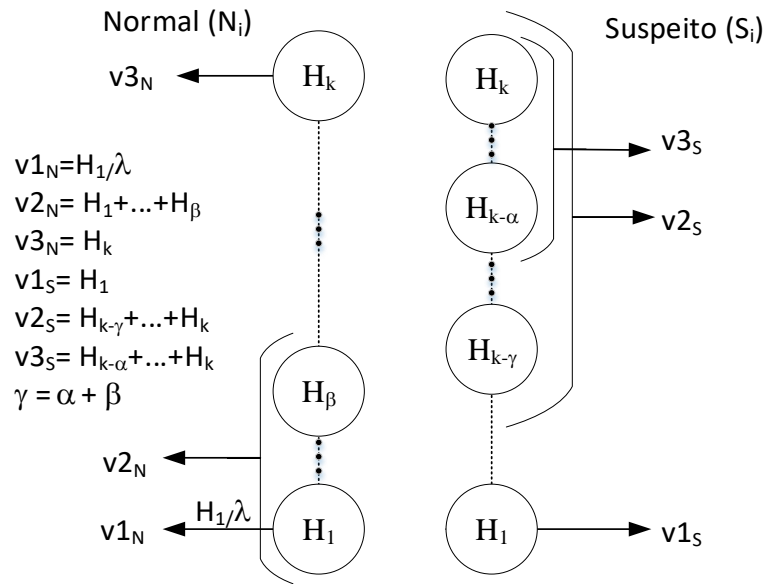 Normal (Nᵢ)
Suspeito (Sᵢ)
v3N
Hk
Hk
v3S
v1N=H1/λ
v2N= H1+...+Hβ
v3N= Hk
v1S= H1
v2S= Hk-γ+...+Hk
v3S= Hk-α+...+Hk
γ = α + β
Hk-α
v2S
Hk-γ
Hβ
v2N
v1N
H1/λ
H1
H1
v1S